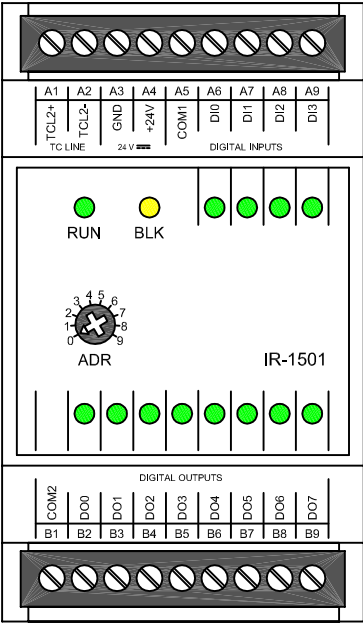 A1 A2 A3 A4 A5 A6 A7 A8 A9
TCL2+ TCL2- GND +24V COM1 DI0 DI1 DI2 DI3
TC LINE 24 V DIGITAL INPUTS
RUN BLK
0 1 2 3 4 5 6 7 8 9
ADR IR-1501
DIGITAL OUTPUTS
COM2 DO0 DO1 DO2 DO3 DO4 DO5 DO6 DO7
B1 B2 B3 B4 B5 B6 B7 B8 B9